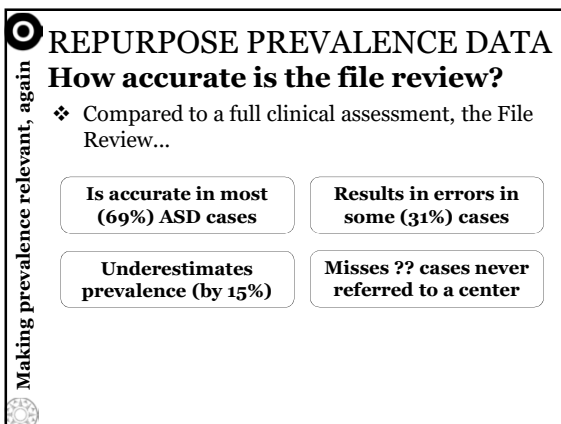 REPURPOSE PREVALENCE DATA
How accurate is the file review?
❖ Compared to a full clinical assessment, the File
Review...
Is accurate in most
(69%) ASD cases
Results in errors in
some (31%) cases
Underestimates
prevalence (by 15%)
Misses ?? cases never
referred to a center
Making prevalence relevant, again